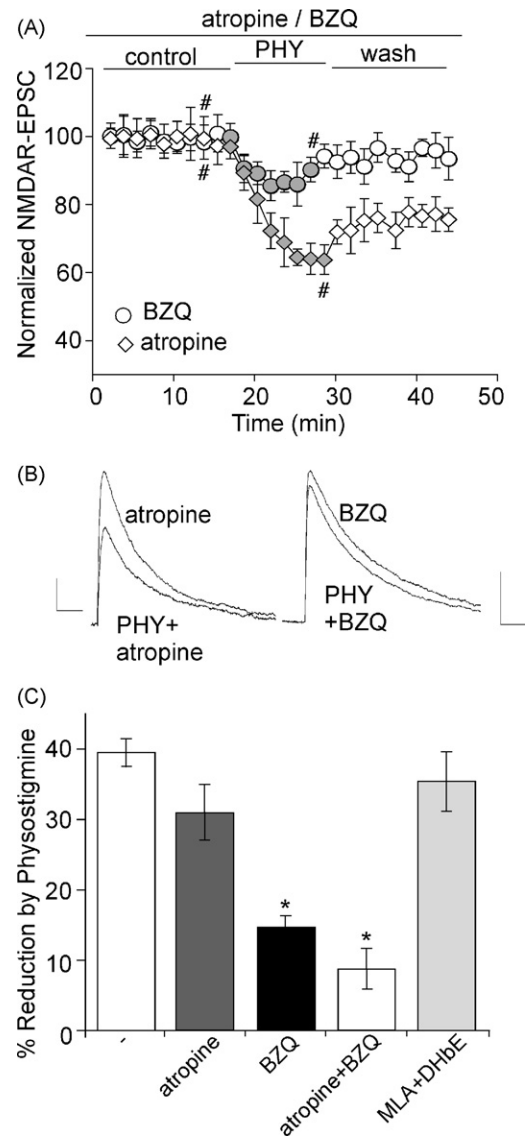 (A)
atropine / BZQ
control PHY wash
120
100
80
60
40
Normalized NMDAR-EPSC
# # # #
BZQ
atropine
0 10 20 30 40 50
Time (min)
(B)
atropine BZQ
PHY+ PHY
atropine +BZQ
(C)
40
30
20
10
0
% Reduction by Physostigmine
* *
- atropine BZQ atropine+BZQ MLA+DHbE